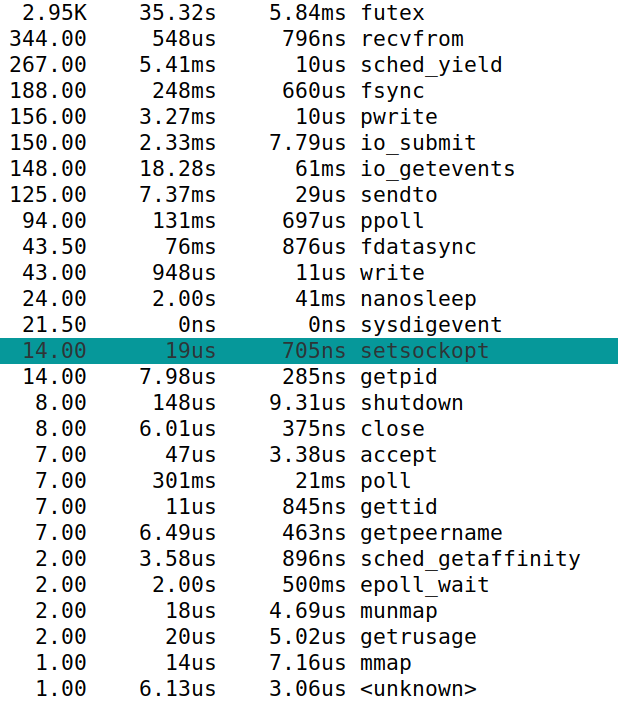 2.95K 35.32s 5.84ms futex
344.00 548us 796ns recvfrom
267.00 5.41ms 10us sched_yield
188.00 248ms 660us fsync
156.00 3.27ms 10us pwrite
150.00 2.33ms 7.79us io_submit
148.00 18.28s 61ms io_getevents
125.00 7.37ms 29us sendto
94.00 131ms 697us ppoll
43.50 76ms 876us fdatasync
43.00 948us 11us write
24.00 2.00s 41ms nanosleep
21.50 0ns 0ns sysdigevent
14.00 19us 705ns setsockopt
14.00 7.98us 285ns getpid
8.00 148us 9.31us shutdown
8.00 6.01us 375ns close
7.00 47us 3.38us accept
7.00 301ms 21ms poll
7.00 11us 845ns gettid
7.00 6.49us 463ns getpeername
2.00 3.58us 896ns sched_getaffinity
2.00 2.00s 500ms epoll_wait
2.00 18us 4.69us munmap
2.00 20us 5.02us getrusage
1.00 14us 7.16us mmap
1.00 6.13us 3.06us <unknown>